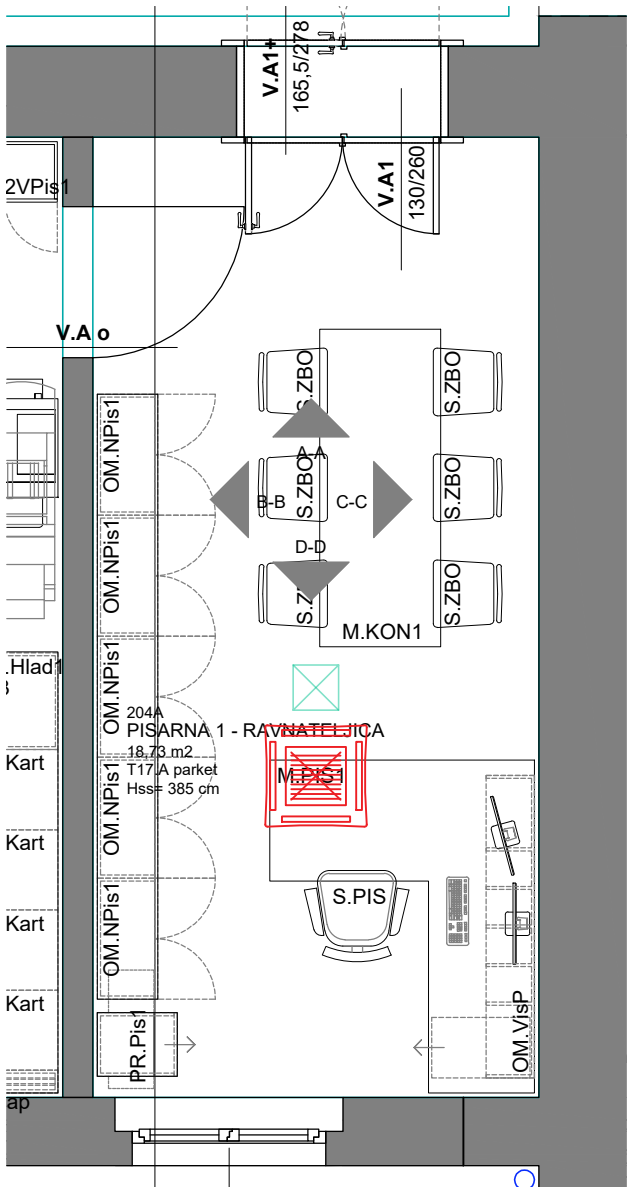 V.A1+
165,5/278
V.A1
130/260
2VPis1
V.A o
OM.NPis1
OM.NPis1
OM.NPis1
OM.NPis1
OM.NPis1
S.ZBO
S.ZBO
S.ZBO
S.ZBO
S.ZBO
S.ZBO
A-A
B-B
C-C
D-D
M.KON1
.Hlad1
204A
PISARNA 1 - RAVNATELJICA
18,73 m2
T17.A parket
Hss= 385 cm
M.PIS1
S.PIS
Kart
Kart
Kart
Kart
PR.Pis1
OM.VisP
ap